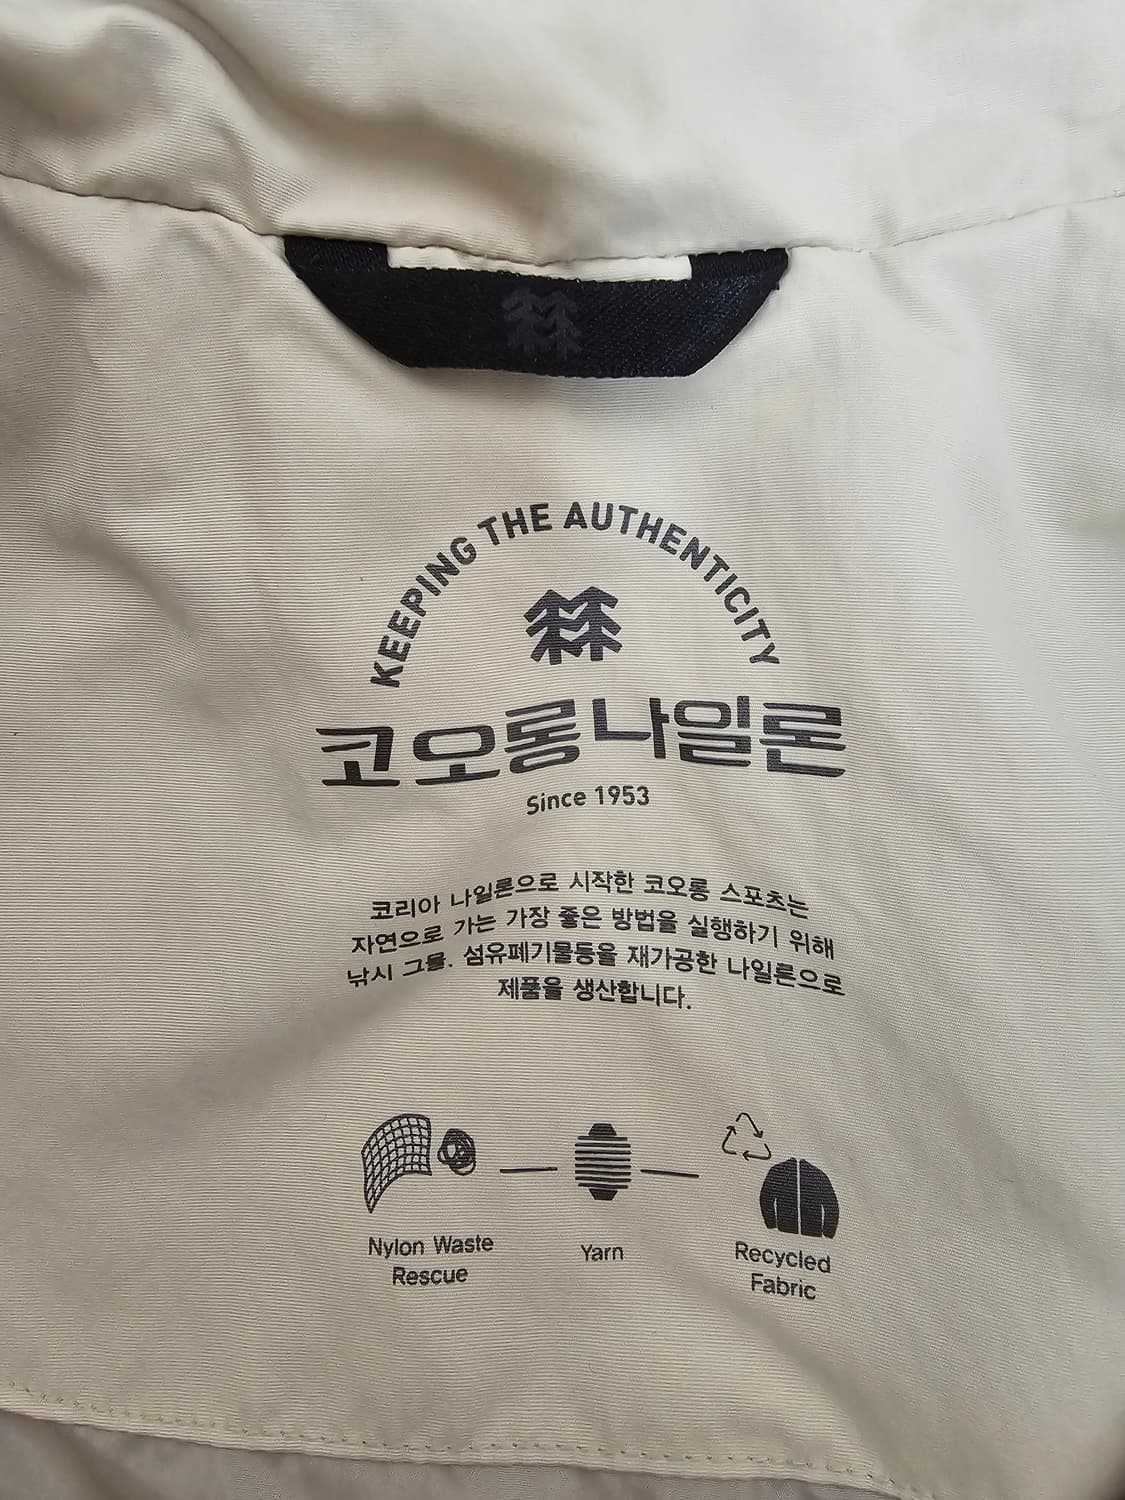 KEEPING THE AUTHENTICITY
코오롱나일론
Since 1953
코리아 나일론으로 시작한 코오롱 스포츠는
자연으로 가는 가장 좋은 방법을 실행하기 위해
낚시 그물. 섬유폐기물등을 재가공한 나일론으로
제품을 생산합니다.
Nylon Waste
Rescue
Yarn
Recycled
Fabric